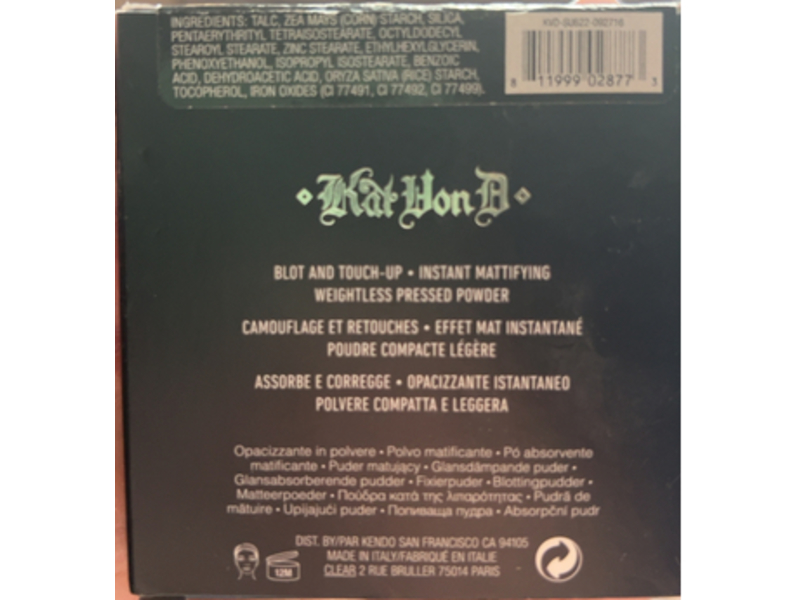 INGREDIENTS: TALC, ZEA MAYS (CORN) STARCH, SILICA,
PENTAERYTHRITYL TETRAISOSTEARATE, OCTYLDODECYL
STEAROYL STEARATE, ZINC STEARATE, ETHYLHEXYLGLYCERIN,
PHENOXYETHANOL, ISOPROPYL ISOSTEARATE, BENZOIC
ACID, DEHYDROACETIC ACID, ORYZA SATIVA (RICE) STARCH,
TOCOPHEROL, IRON OXIDES (CI 77491, CI 77492, CI 77499).
8 11999 02877 3
Kat Von D
BLOT AND TOUCH-UP • INSTANT MATTIFYING
WEIGHTLESS PRESSED POWDER
CAMOUFLAGE ET RETOUCHES • EFFET MAT INSTANTANÉ
POUDRE COMPACTE LÉGÈRE
ASSORBE E CORREGGE • OPACIZZANTE ISTANTANEO
POLVERE COMPATTA E LEGGERA
Opacizzante in polvere • Polvo matificante • Pó absorvente
matificante • Puder matujący • Glansdämpande puder •
Glansabsorberende pudder • Fixierpuder • Blottingpudder •
Matteerpoeder • Πούδρα κατά της λιπαρότητας • Pudră de
mătuire • Upijajući puder • Попиваща пудра • Absorpční pudr
DIST. BY/PAR KENDO SAN FRANCISCO CA 94105
MADE IN ITALY/FABRIQUÉ EN ITALIE
CLEAR 2 RUE BRULLER 75014 PARIS
12M